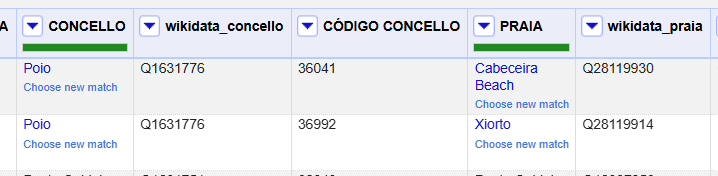 A CONCELLO wikidata_concello CÓDIGO CONCELLO PRAIA wikidata_praia
Poio Q1631776 36041 Cabeceira Q28119930
Choose new match Beach
Choose new match
Poio Q1631776 36992 Xiorto Q28119914
Choose new match Choose new match